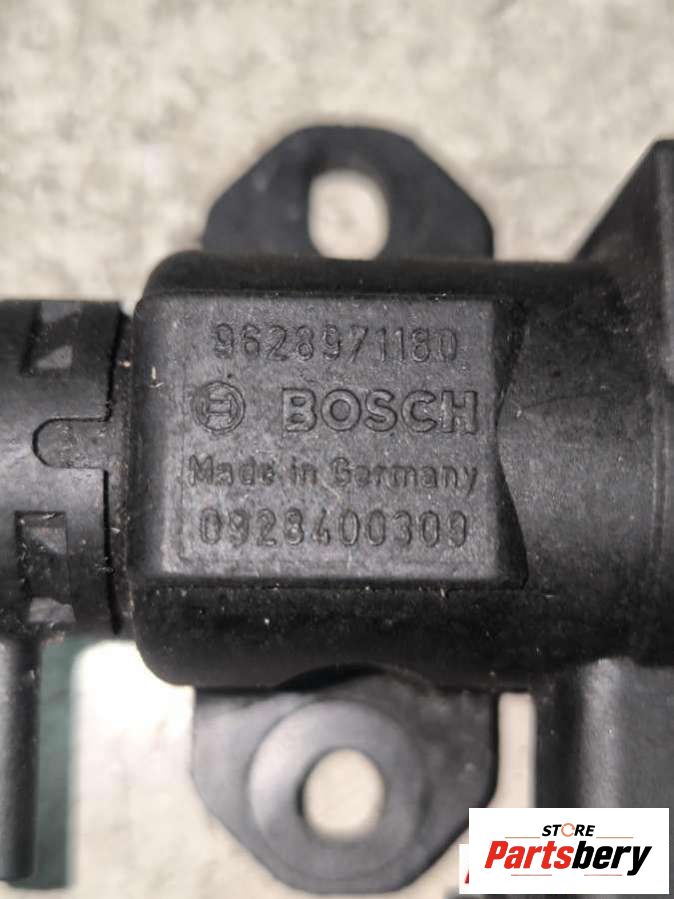 9628971180
BOSCH
Made in Germany
0928400309
STORE
Partsbery